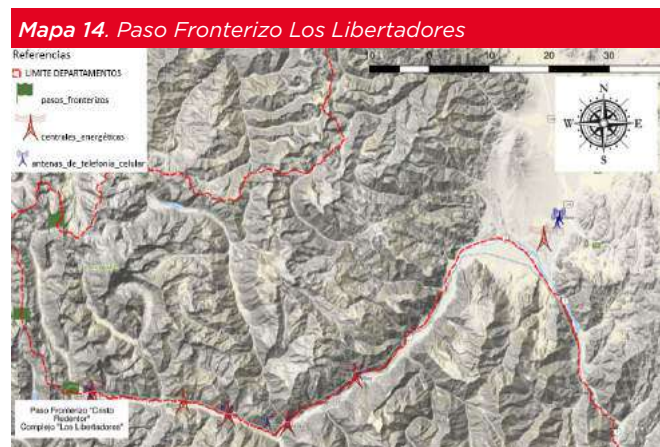 Mapa 14. Paso Fronterizo Los Libertadores
Referencias
LIMITE DEPARTAMENTOS
pasos_fronterizos
centrales_energéticas
antenas_de_telefonía_celular
0 10 20 30
N
W E
S
Paso Fronterizo "Cristo
Redentor"
Complejo "Los Libertadores"